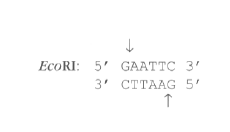 ↓
EcoRI: 5′ GAATTC 3′
3′ CTTAAG 5′
↑